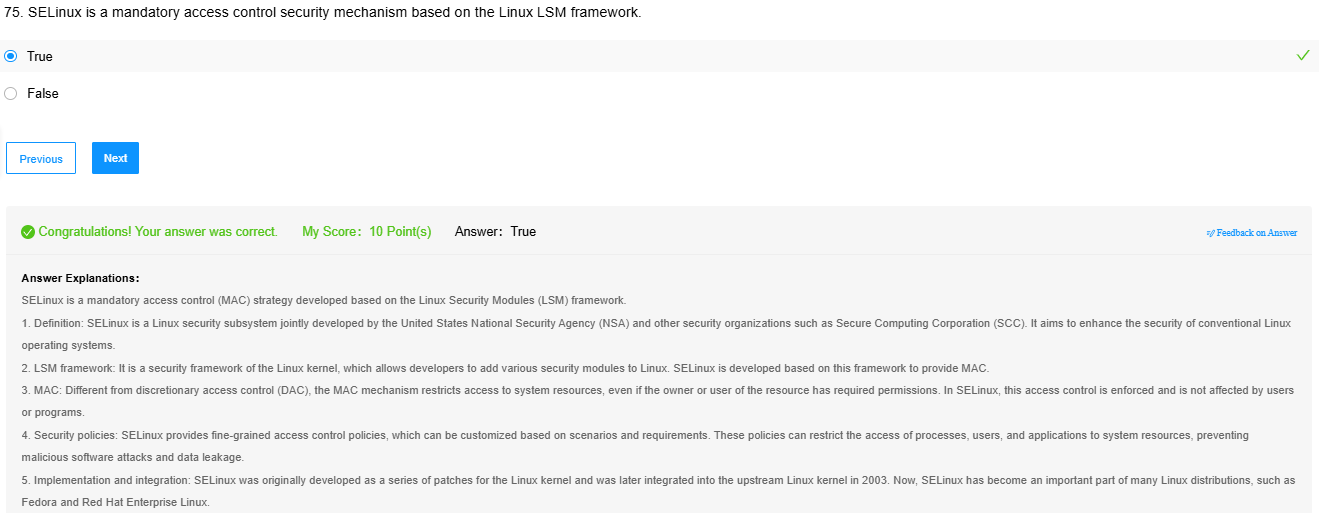 75. SELinux is a mandatory access control security mechanism based on the Linux LSM framework.
True
False
Previous
Next
Congratulations! Your answer was correct. My Score: 10 Point(s) Answer: True
Feedback on Answer
Answer Explanations:
SELinux is a mandatory access control (MAC) strategy developed based on the Linux Security Modules (LSM) framework.
1. Definition: SELinux is a Linux security subsystem jointly developed by the United States National Security Agency (NSA) and other security organizations such as Secure Computing Corporation (SCC). It aims to enhance the security of conventional Linux
operating systems.
2. LSM framework: It is a security framework of the Linux kernel, which allows developers to add various security modules to Linux. SELinux is developed based on this framework to provide MAC.
3. MAC: Different from discretionary access control (DAC), the MAC mechanism restricts access to system resources, even if the owner or user of the resource has required permissions. In SELinux, this access control is enforced and is not affected by users
or programs.
4. Security policies: SELinux provides fine-grained access control policies, which can be customized based on scenarios and requirements. These policies can restrict the access of processes, users, and applications to system resources, preventing
malicious software attacks and data leakage.
5. Implementation and integration: SELinux was originally developed as a series of patches for the Linux kernel and was later integrated into the upstream Linux kernel in 2003. Now, SELinux has become an important part of many Linux distributions, such as
Fedora and Red Hat Enterprise Linux.